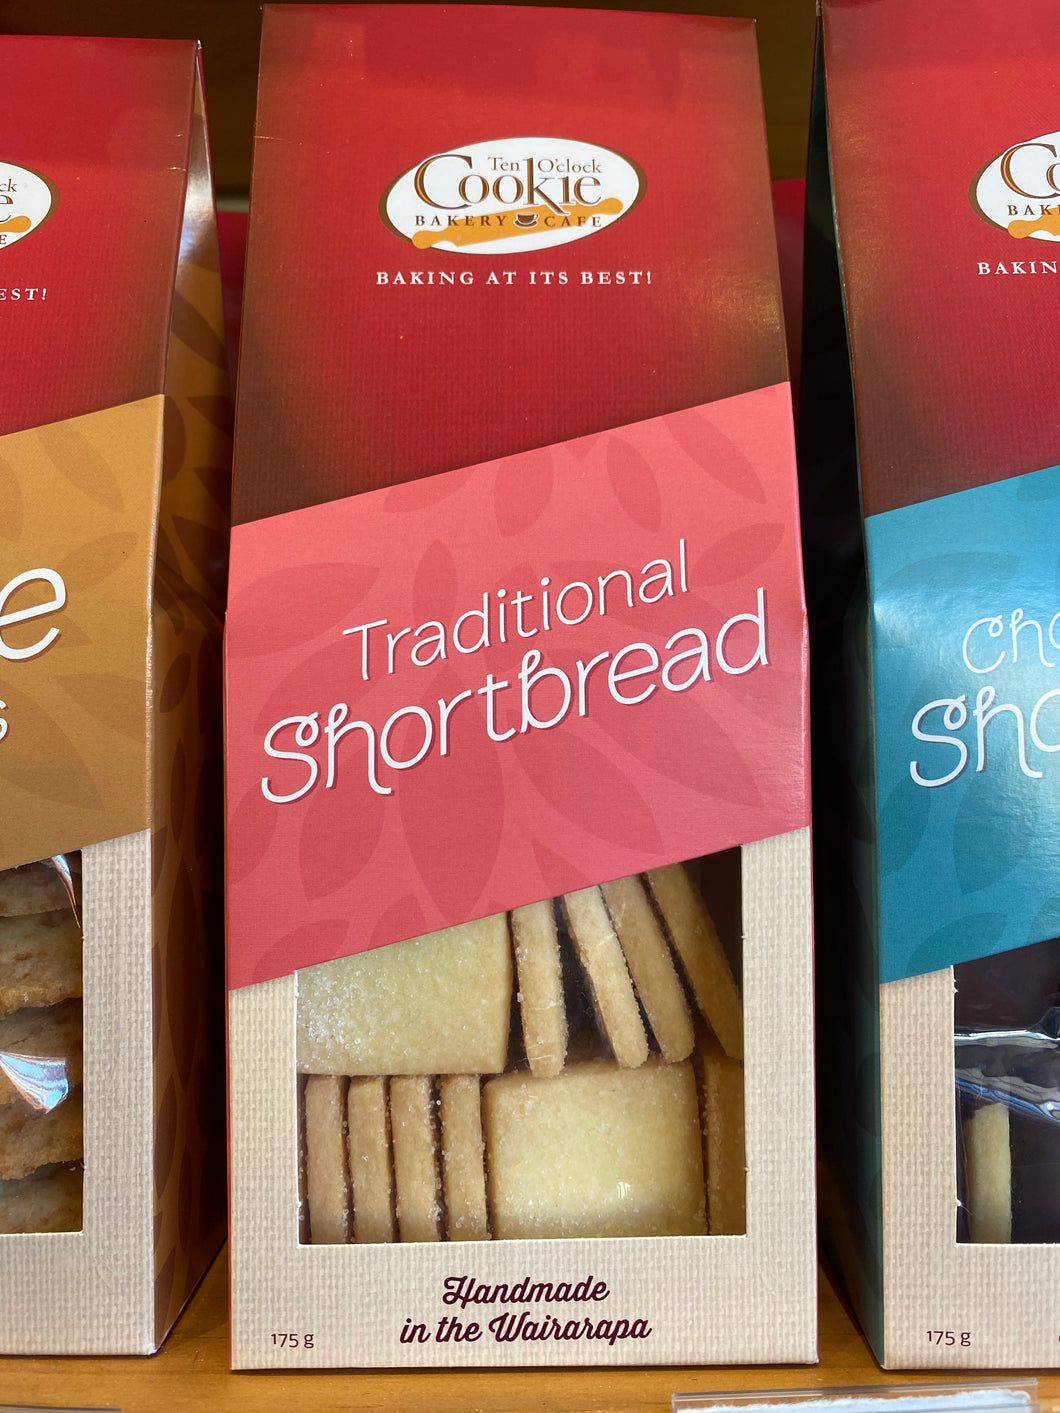 Ten O'clock
Cookie
BAKERY CAFE
BAKING AT ITS BEST!
Traditional
Shortbread
Handmade
in the Wairarapa
175 g
175 g